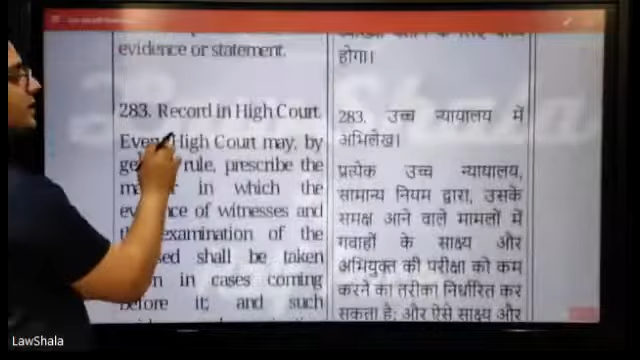 evidence or statement.
283. Record in High Court.
Every High Court may, by
rule, prescribe the
in which the
of witnesses and
examination of the
shall be taken
in cases coming
before it; and such
होगा।
283. उच्च न्यायालय में
अभिलेख।
प्रत्येक उच्च न्यायालय,
सामान्य नियम द्वारा, उसके
समक्ष आने वाले मामलों में
गवाहों के साक्ष्य और
अभियुक्त की परीक्षा को कम
करने का तरीका निर्धारित कर
सकता है; और ऐसे साक्ष्य और
LawShala